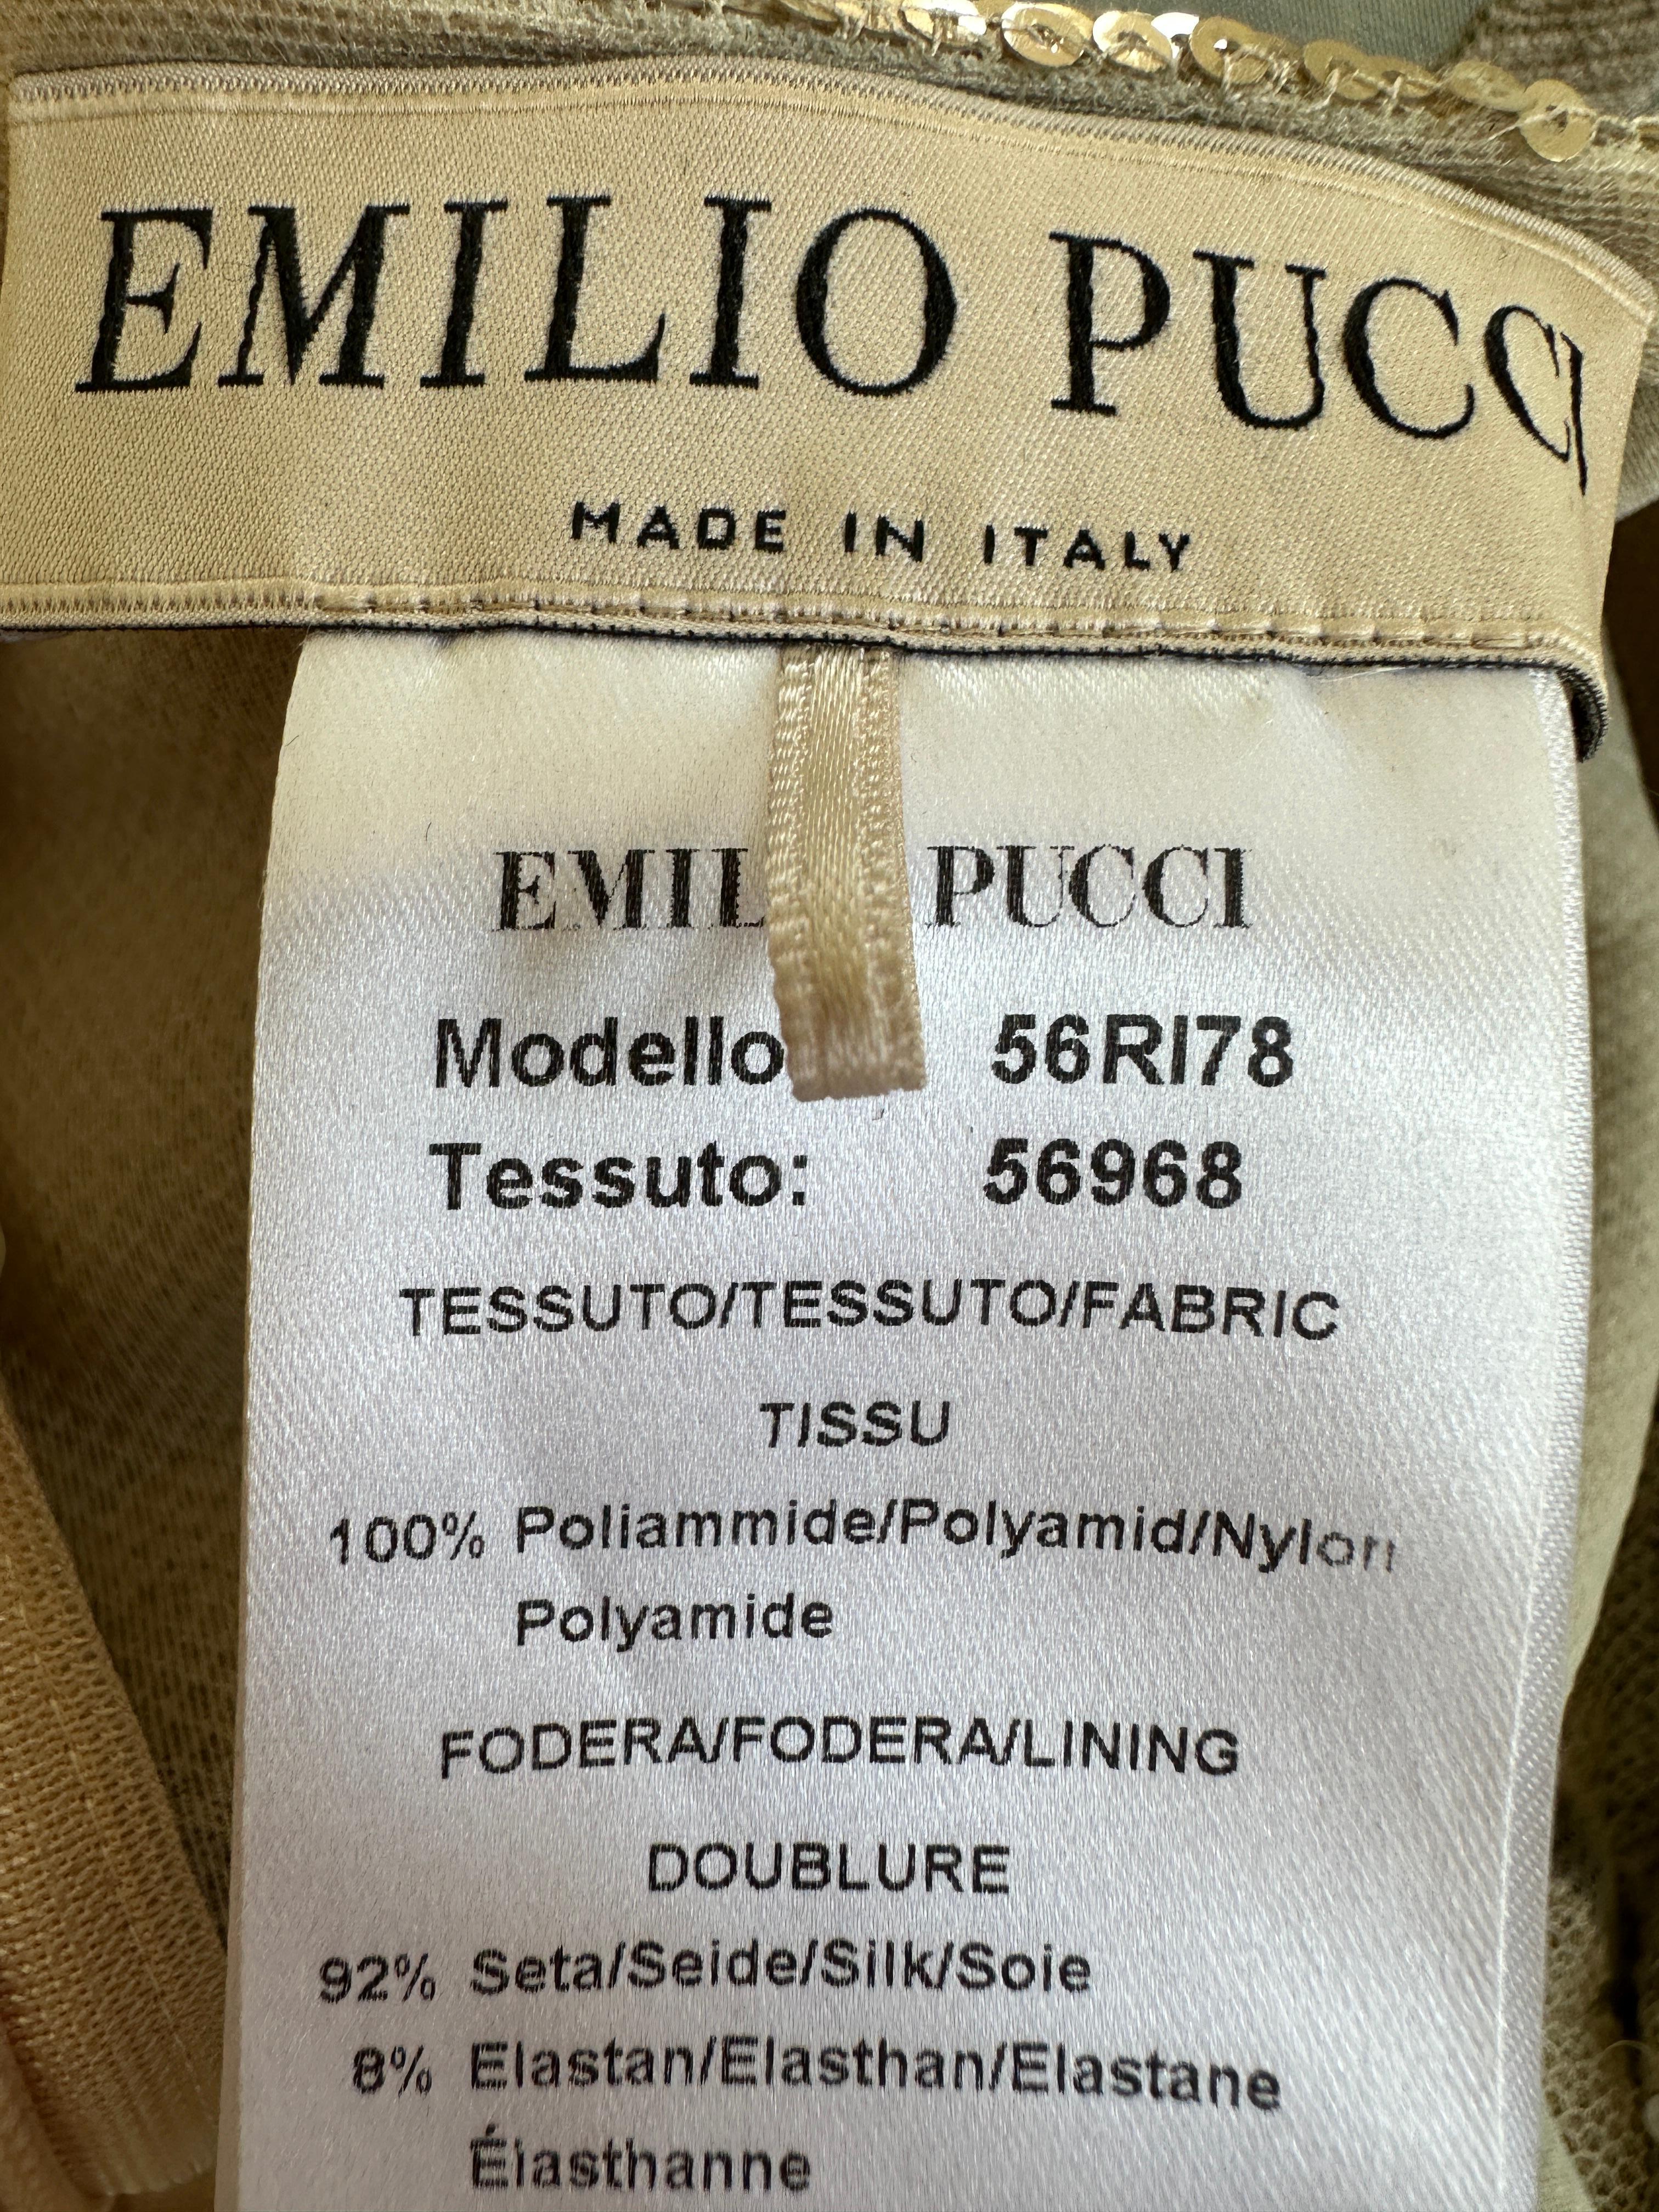 EMILIO PUCCI
MADE IN ITALY
EMIL PUCCI
Modello 56RI78
Tessuto: 56968
TESSUTO/TESSUTO/FABRIC
TISSU
100% Poliammide/Polyamid/Nylon
Polyamide
FODERA/FODERA/LINING
DOUBLURE
92% Seta/Seide/Silk/Soie
8% Elastan/Elasthan/Elastane
Élasthanne